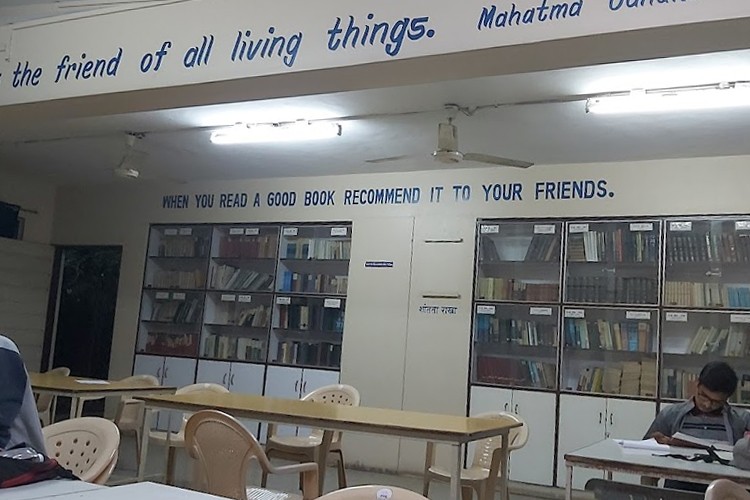 the friend of all living things.
Mahatma
WHEN YOU READ A GOOD BOOK RECOMMEND IT TO YOUR FRIENDS.
शांतता राखा